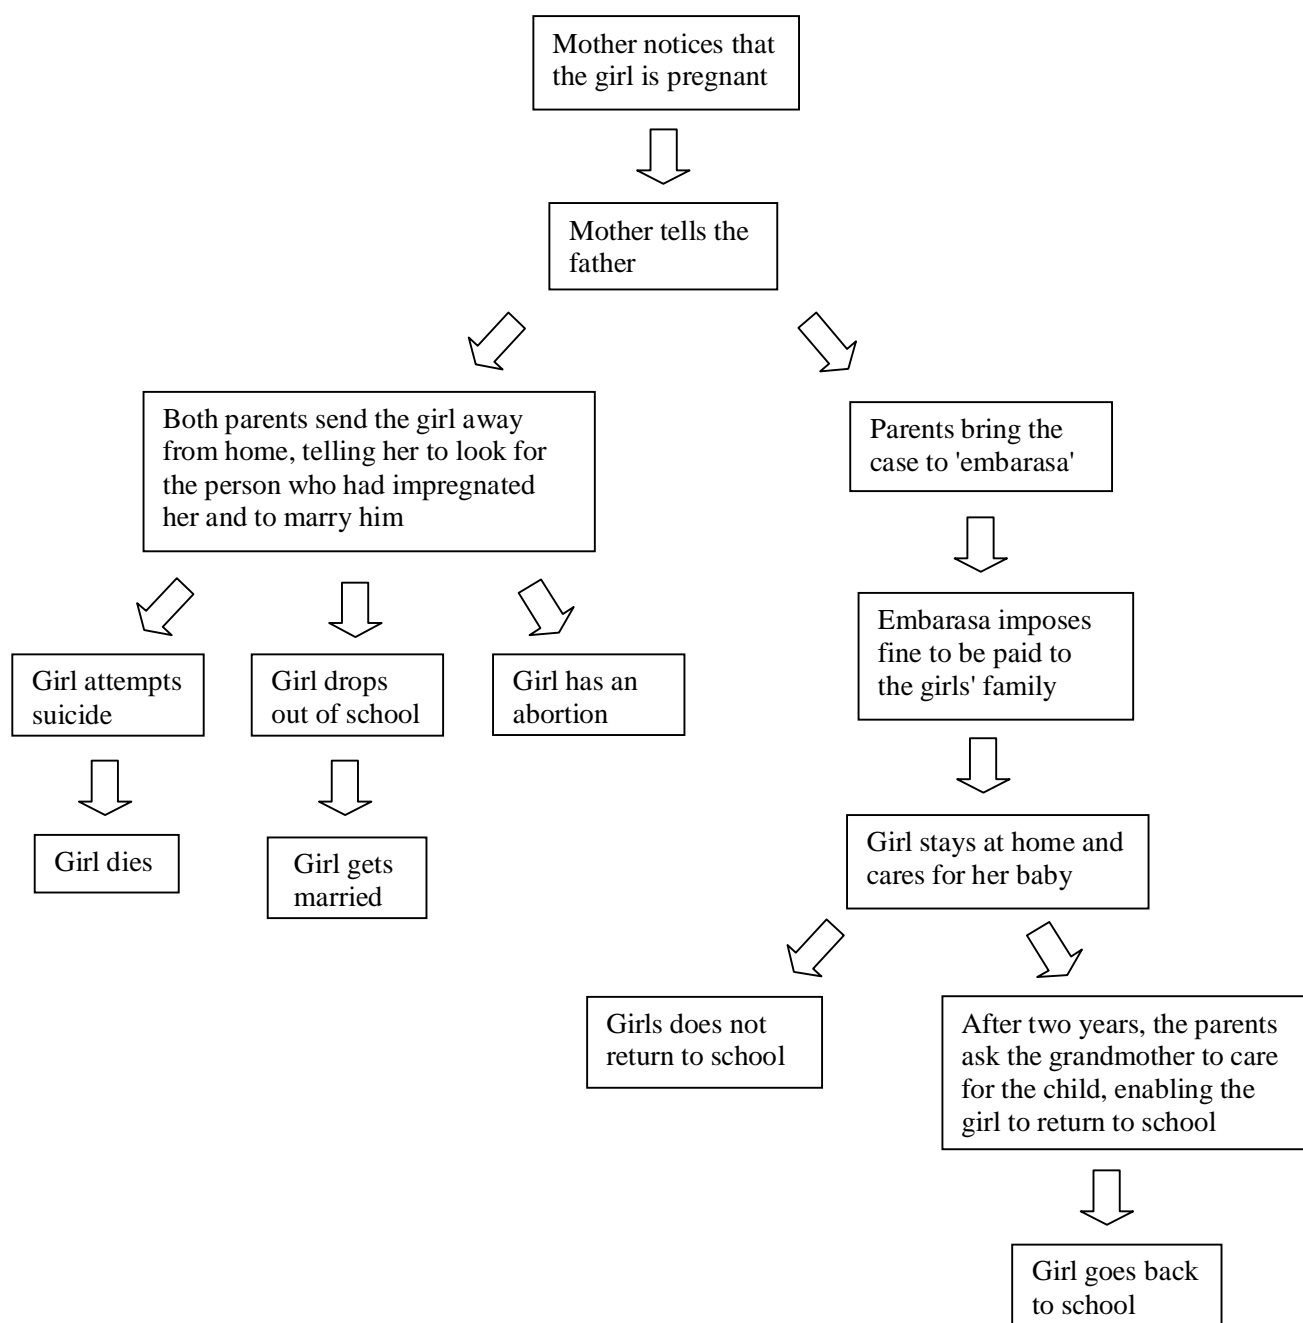 Mother notices that
the girl is pregnant
Mother tells the
father
Both parents send the girl away
from home, telling her to look for
the person who had impregnated
her and to marry him
Parents bring the
case to 'embarasa'
Embarasa imposes
fine to be paid to
the girls' family
Girl attempts
suicide
Girl drops
out of school
Girl has an
abortion
Girl dies
Girl gets
married
Girl stays at home and
cares for her baby
Girls does not
return to school
After two years, the parents
ask the grandmother to care
for the child, enabling the
girl to return to school
Girl goes back
to school